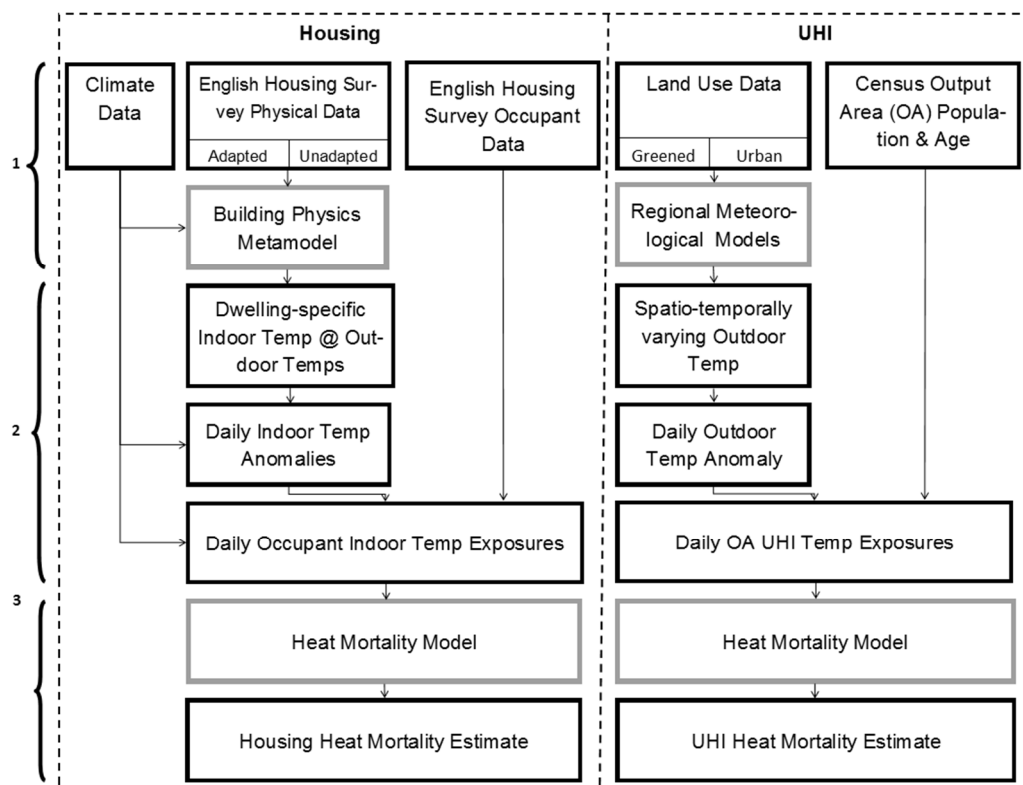 Housing
UHI
Climate
Data
English Housing Sur-
vey Physical Data
Adapted
Unadapted
English Housing
Survey Occupant
Data
Land Use Data
Greened
Urban
Census Output
Area (OA) Popula-
tion & Age
1
Building Physics
Metamodel
Regional Meteoro-
logical Models
Dwelling-specific
Indoor Temp @ Out-
door Temps
Spatio-temporally
varying Outdoor
Temp
2
Daily Indoor Temp
Anomalies
Daily Outdoor
Temp Anomaly
Daily Occupant Indoor Temp Exposures
Daily OA UHI Temp Exposures
3
Heat Mortality Model
Heat Mortality Model
Housing Heat Mortality Estimate
UHI Heat Mortality Estimate